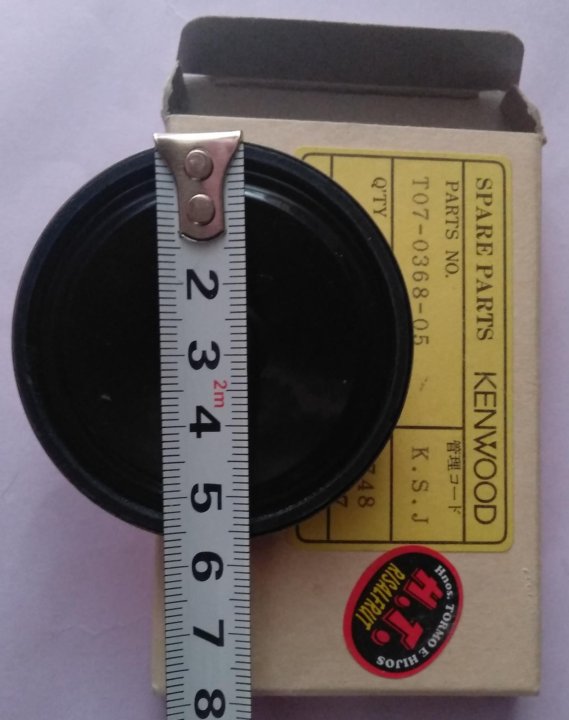 SPARE PARTS KENWOOD
PARTS NO.
管理コード
T07-0368-05
K.S.J
Q'TY
2
3
2m
4
5
6
7
8
Hnos. TORMO E HIJOS
H.T.
RISALFRUIT